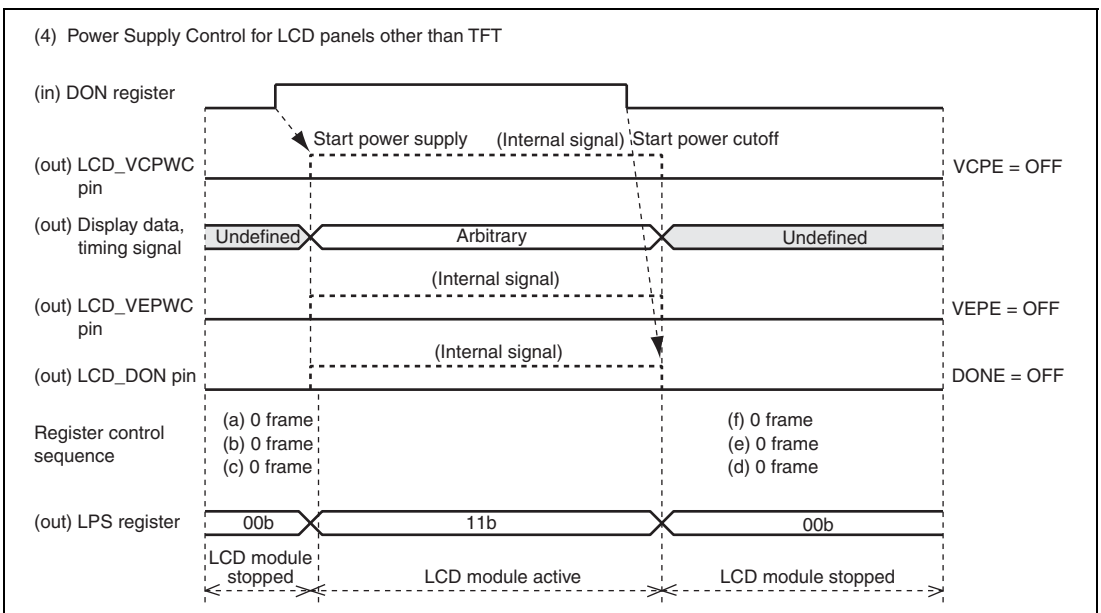 (4) Power Supply Control for LCD panels other than TFT
(in) DON register
Start power supply
(Internal signal)
Start power cutoff
(out) LCD_VCPWC
pin
VCPE = OFF
(out) Display data,
timing signal
Undefined
Arbitrary
Undefined
(Internal signal)
(out) LCD_VEPWC
pin
VEPE = OFF
(Internal signal)
(out) LCD_DON pin
DONE = OFF
Register control
sequence
(a) 0 frame
(b) 0 frame
(c) 0 frame
(f) 0 frame
(e) 0 frame
(d) 0 frame
(out) LPS register
00b
11b
00b
LCD module
stopped
LCD module active
LCD module stopped